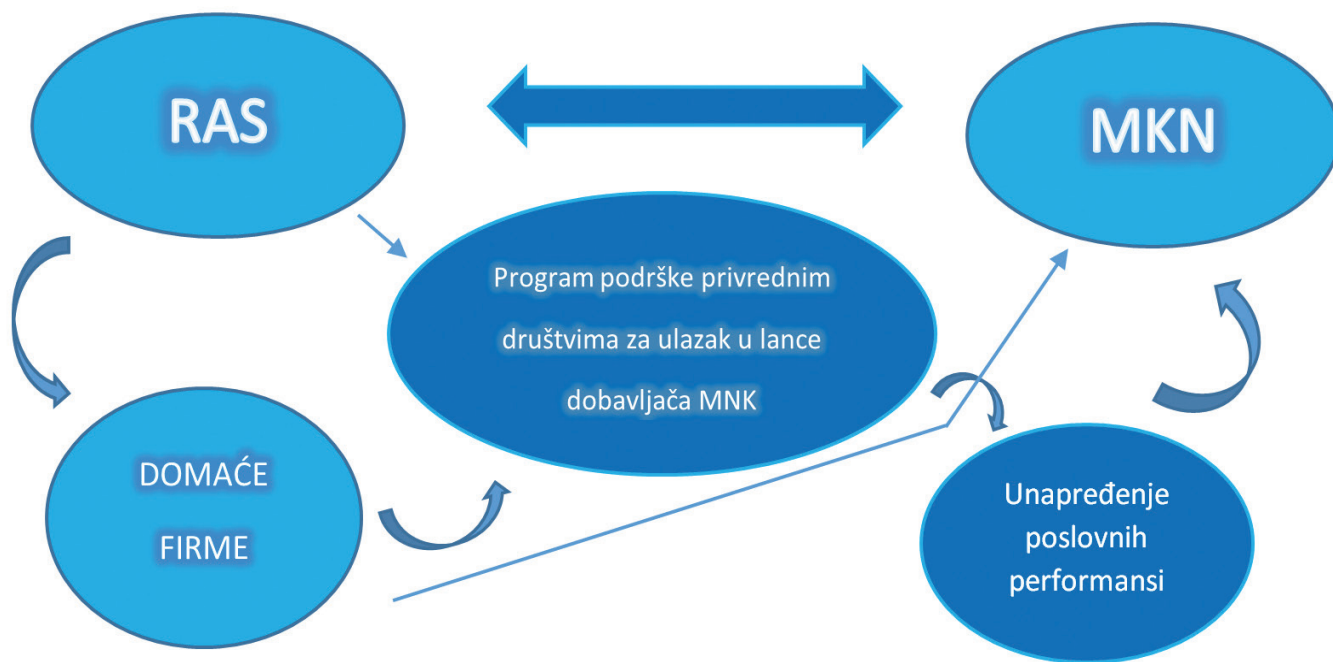 RAS
MKN
Program podrške privrednim
društvima za ulazak u lance
dobavljača MNK
DOMAĆE
FIRME
Unapređenje
poslovnih
performansi